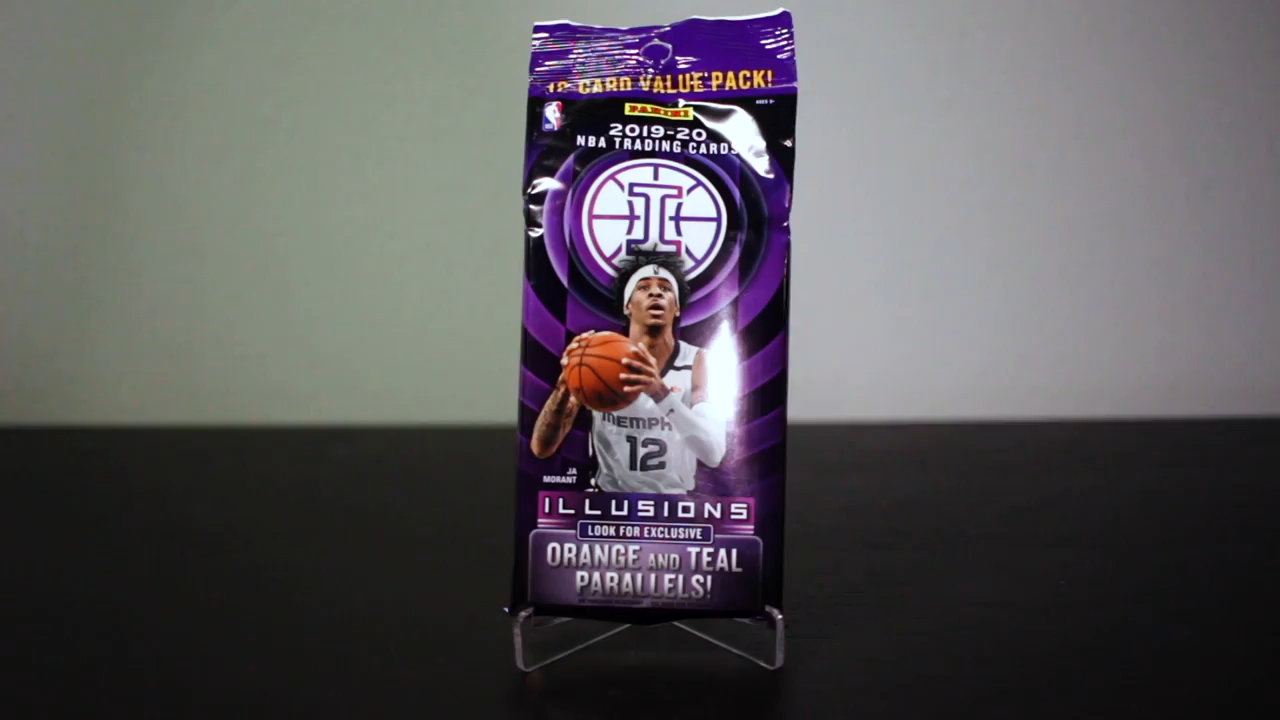 CARD VALUE PACK!
PANINI
2019-20
NBA TRADING CARDS
I
MEMPH
12
JA
MORANT
ILLUSIONS
LOOK FOR EXCLUSIVE
ORANGE AND TEAL
PARALLELS!